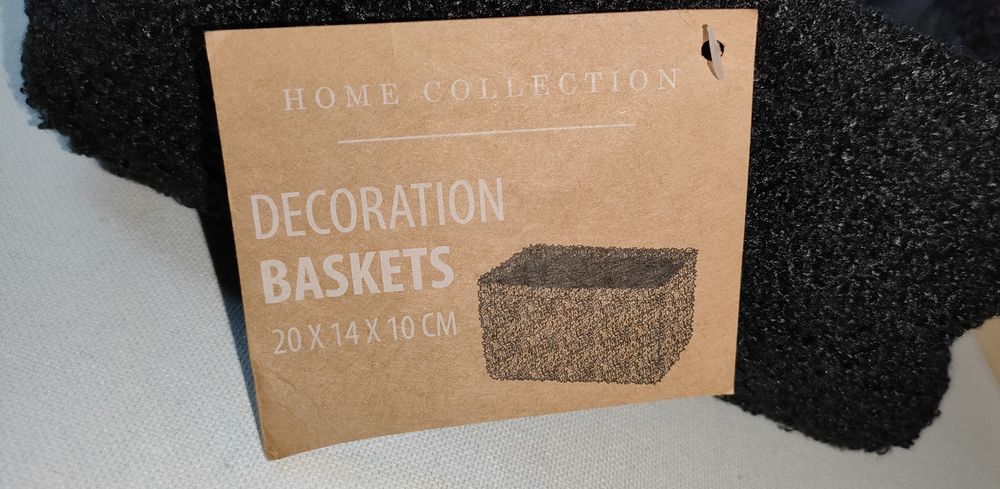 HOME COLLECTION
DECORATION
BASKETS
20 X 14 X 10 CM